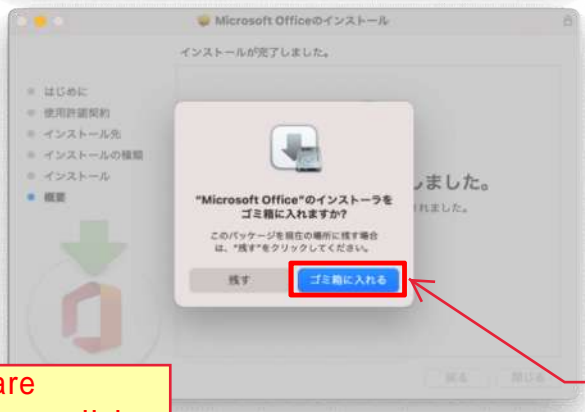 Microsoft Officeのインストール
インストールが完了しました。
はじめに
使用許諾契約
インストール先
インストールの種類
インストール
概要
しました。
されました。
"Microsoft Office"のインストーラを
ゴミ箱に入れますか?
このパッケージを現在の場所に残す場合
は、"残す"をクリックしてください。
残す
ゴミ箱に入れる
戻る
閉じる
are